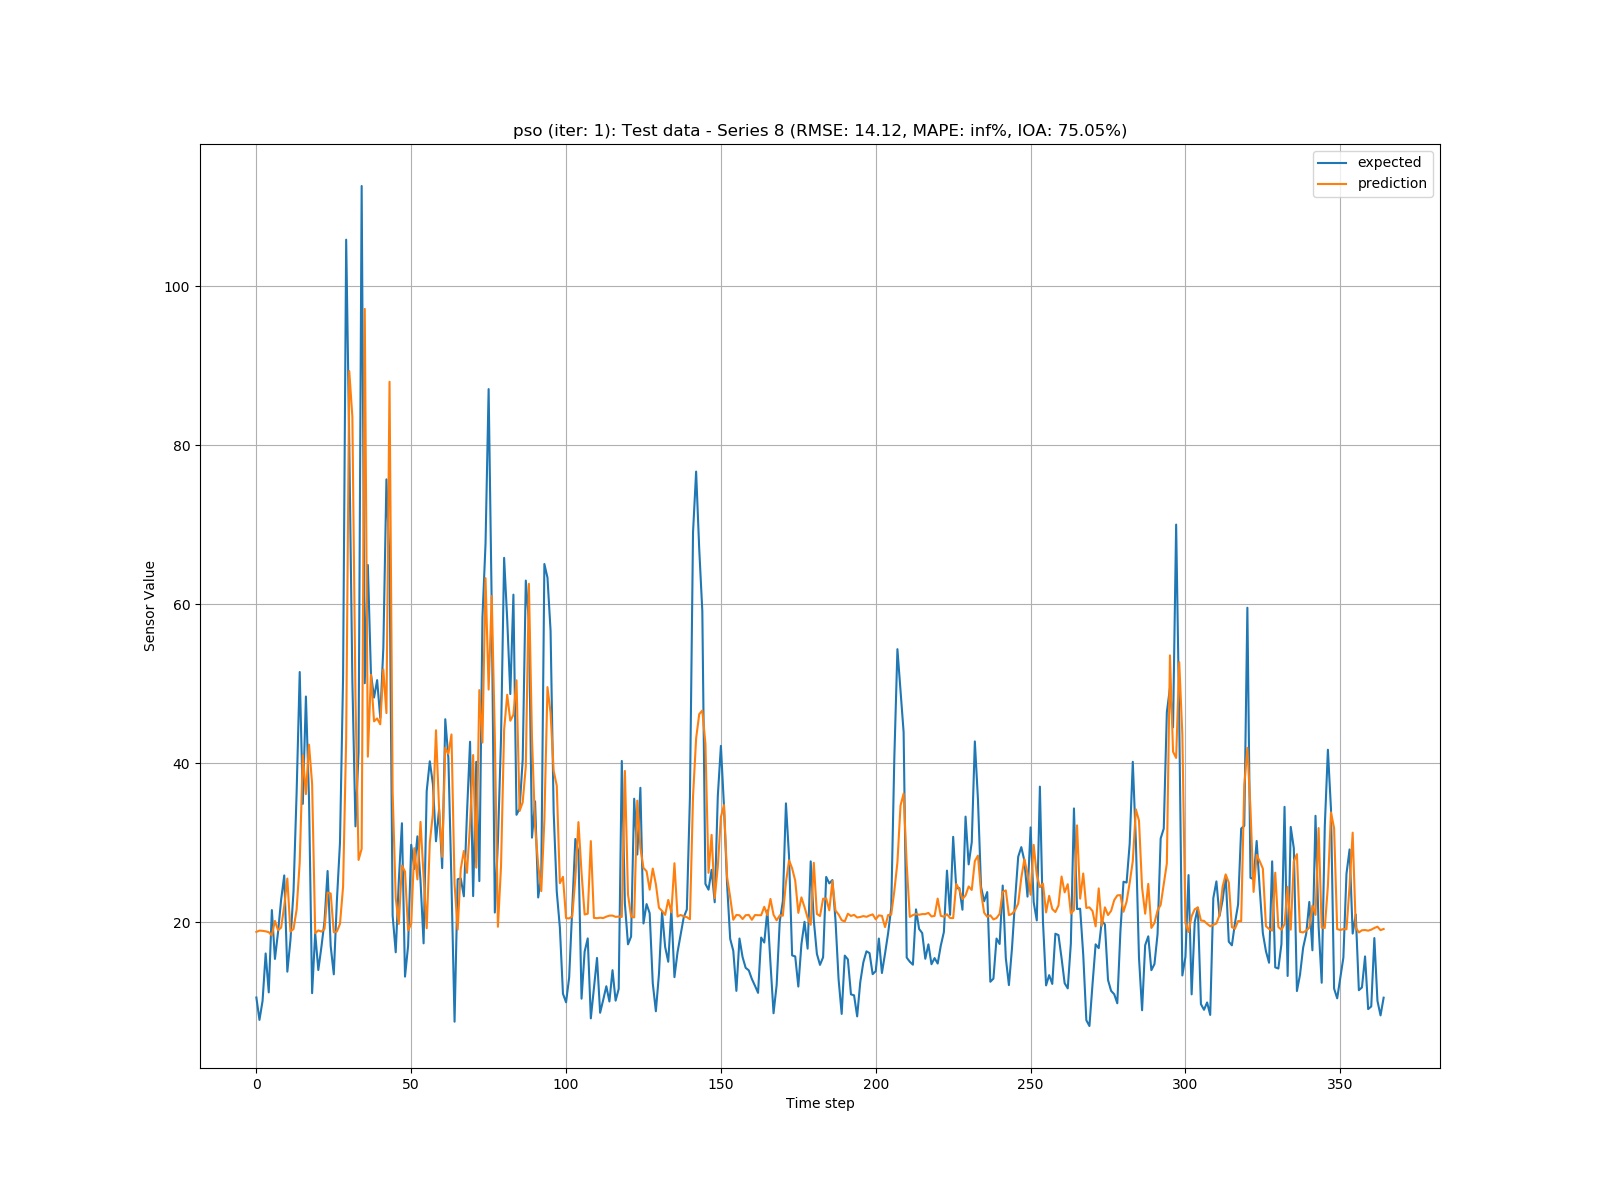 pso (iter: 1): Test data - Series 8 (RMSE: 14.12, MAPE: inf%, IOA: 75.05%)
expected
prediction
100
80
60
40
20
Sensor Value
0 50 100 150 200 250 300 350
Time step